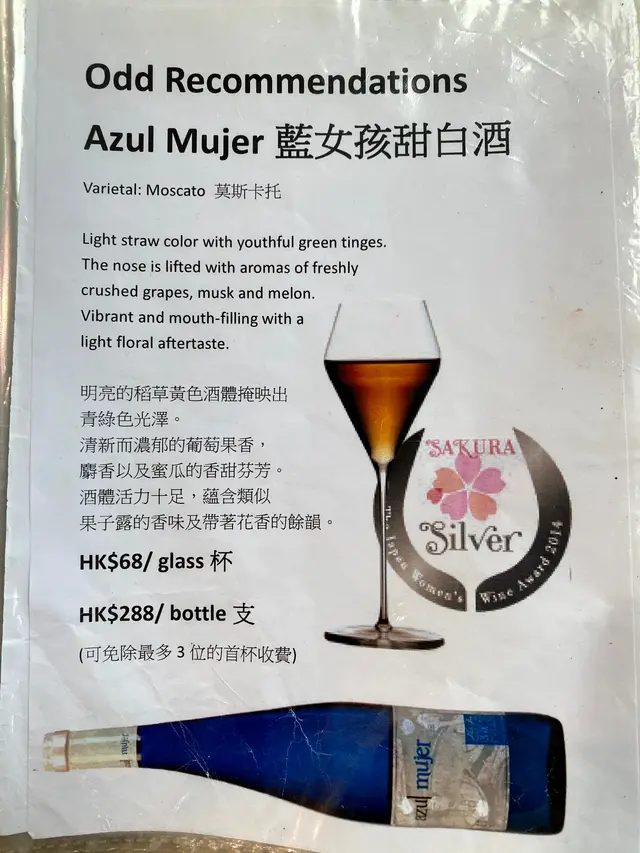 Odd Recommendations
Azul Mujer 藍女孩甜白酒
Varietal: Moscato 莫斯卡托
Light straw color with youthful green tinges.
The nose is lifted with aromas of freshly
crushed grapes, musk and melon.
Vibrant and mouth-filling with a
light floral aftertaste.
明亮的稻草黃色酒體掩映出
青綠色光澤。
清新而濃郁的葡萄果香，
麝香以及蜜瓜的香甜芬芳。
酒體活力十足，蘊含類似
果子露的香味及帶著花香的餘韻。
HK$68/ glass 杯
HK$288/ bottle 支
(可免除最多 3 位的首杯收費)
SAKURA
Silver
The Japan Women's Wine Award 2014
mujer
azul mujer